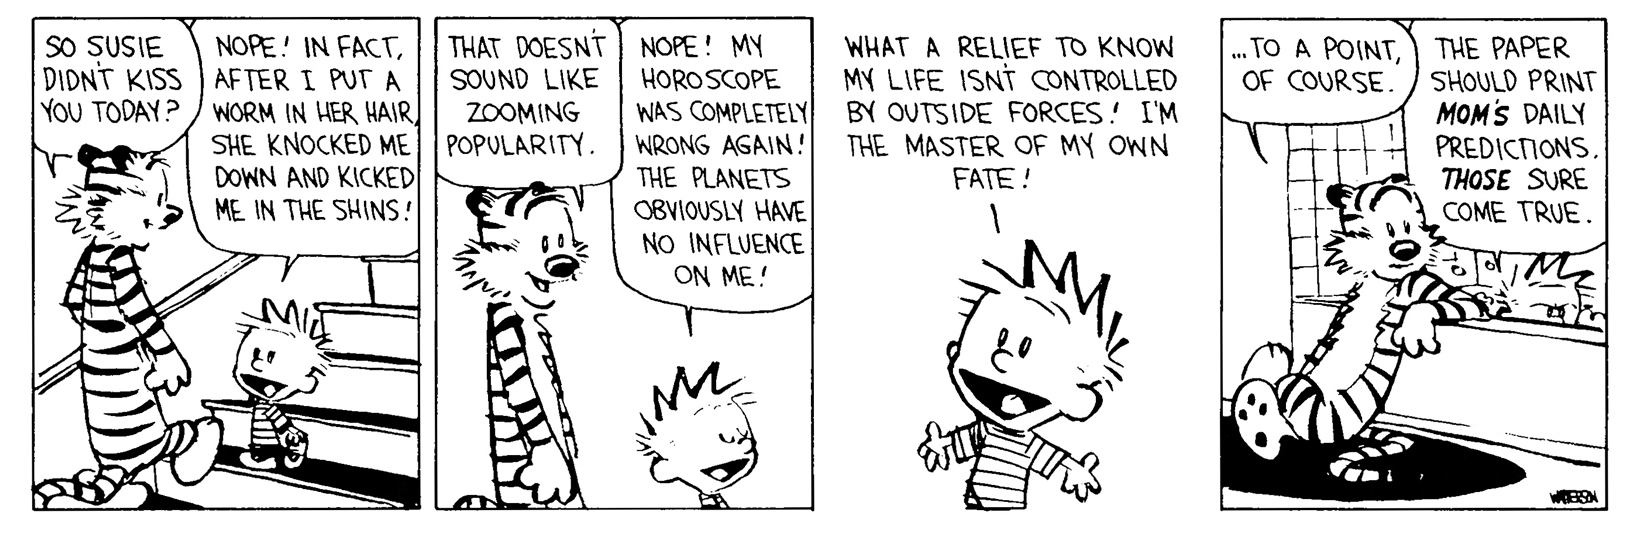 SO SUSIE
DIDN'T KISS
YOU TODAY?
NOPE! IN FACT,
AFTER I PUT A
WORM IN HER HAIR,
SHE KNOCKED ME
DOWN AND KICKED
ME IN THE SHINS!
THAT DOESN'T
SOUND LIKE
ZOOMING
POPULARITY.
NOPE! MY
HOROSCOPE
WAS COMPLETELY
WRONG AGAIN!
THE PLANETS
OBVIOUSLY HAVE
NO INFLUENCE
ON ME!
WHAT A RELIEF TO KNOW
MY LIFE ISN'T CONTROLLED
BY OUTSIDE FORCES! I'M
THE MASTER OF MY OWN
FATE!
...TO A POINT,
OF COURSE.
THE PAPER
SHOULD PRINT
MOM'S DAILY
PREDICTIONS.
THOSE SURE
COME TRUE.
WATTERSON